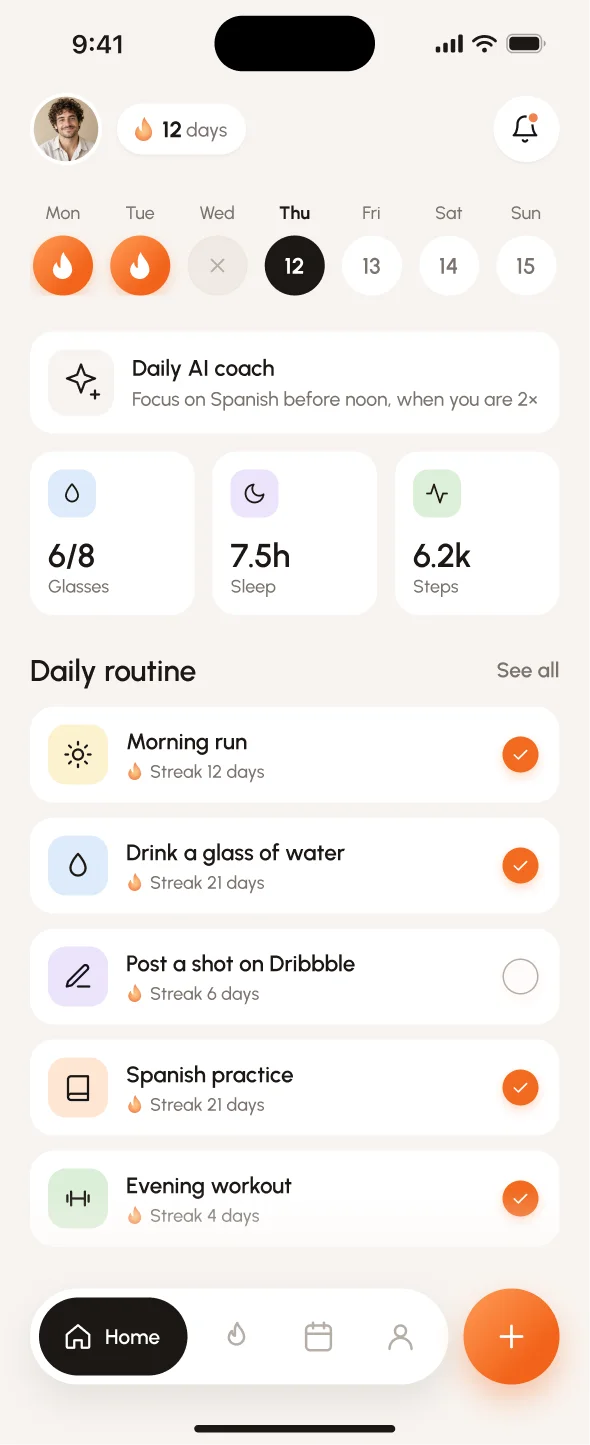 9:41
12 days
Mon Tue Wed Thu Fri Sat Sun
12 13 14 15
Daily AI coach
Focus on Spanish before noon, when you are 2×
6/8 7.5h 6.2k
Glasses Sleep Steps
Daily routine See all
Morning run
Streak 12 days
Drink a glass of water
Streak 21 days
Post a shot on Dribbble
Streak 6 days
Spanish practice
Streak 21 days
Evening workout
Streak 4 days
Home